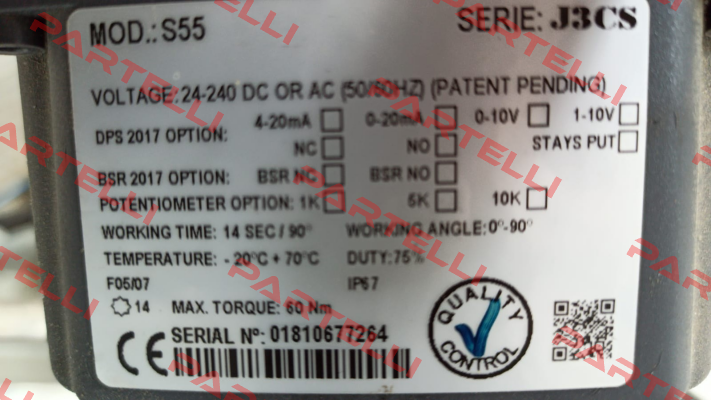 MOD.: S55
SERIE: J3CS
VOLTAGE: 24-240 DC OR AC (50/60HZ) (PATENT PENDING)
DPS 2017 OPTION: 4-20mA 0-20mA 0-10V 1-10V
NC NO STAYS PUT
BSR 2017 OPTION: BSR NC BSR NO
POTENTIOMETER OPTION: 1K 5K 10K
WORKING TIME: 14 SEC / 90° WORKING ANGLE: 0°-90°
TEMPERATURE: - 20°C + 70°C DUTY: 75%
F05/07 IP67
14 MAX. TORQUE: 60 Nm
CE SERIAL Nº: 01810677264
QUALITY CONTROL
PARTELLI